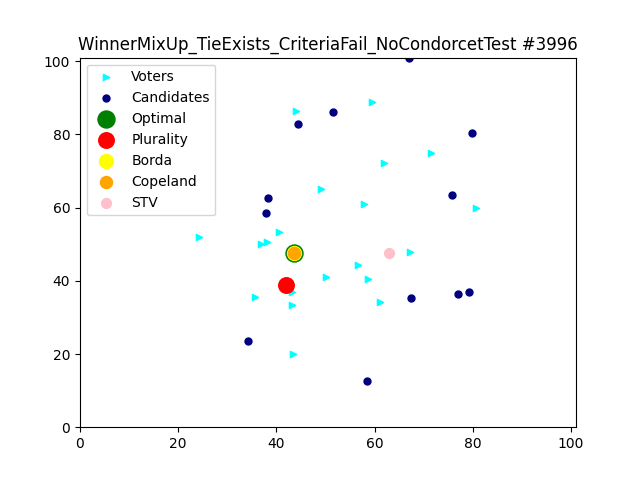 WinnerMixUp_TieExists_CriteriaFail_NoCondorcetTest #3996
Voters
Candidates
Optimal
Plurality
Borda
Copeland
STV
100
80
60
40
20
0
0 20 40 60 80 100